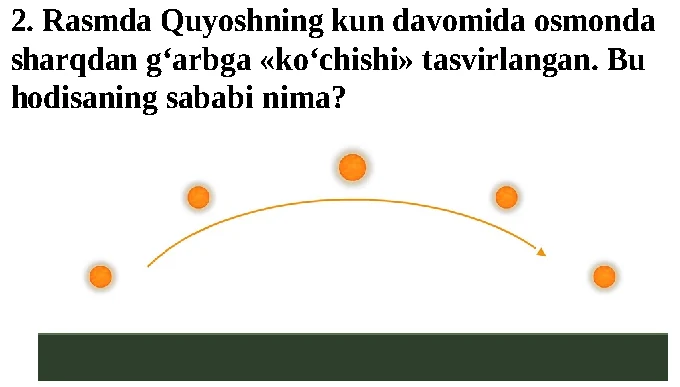 2. Rasmda Quyoshning kun davomida osmonda
sharqdan g‘arbga «ko‘chishi» tasvirlangan. Bu
hodisaning sababi nima?